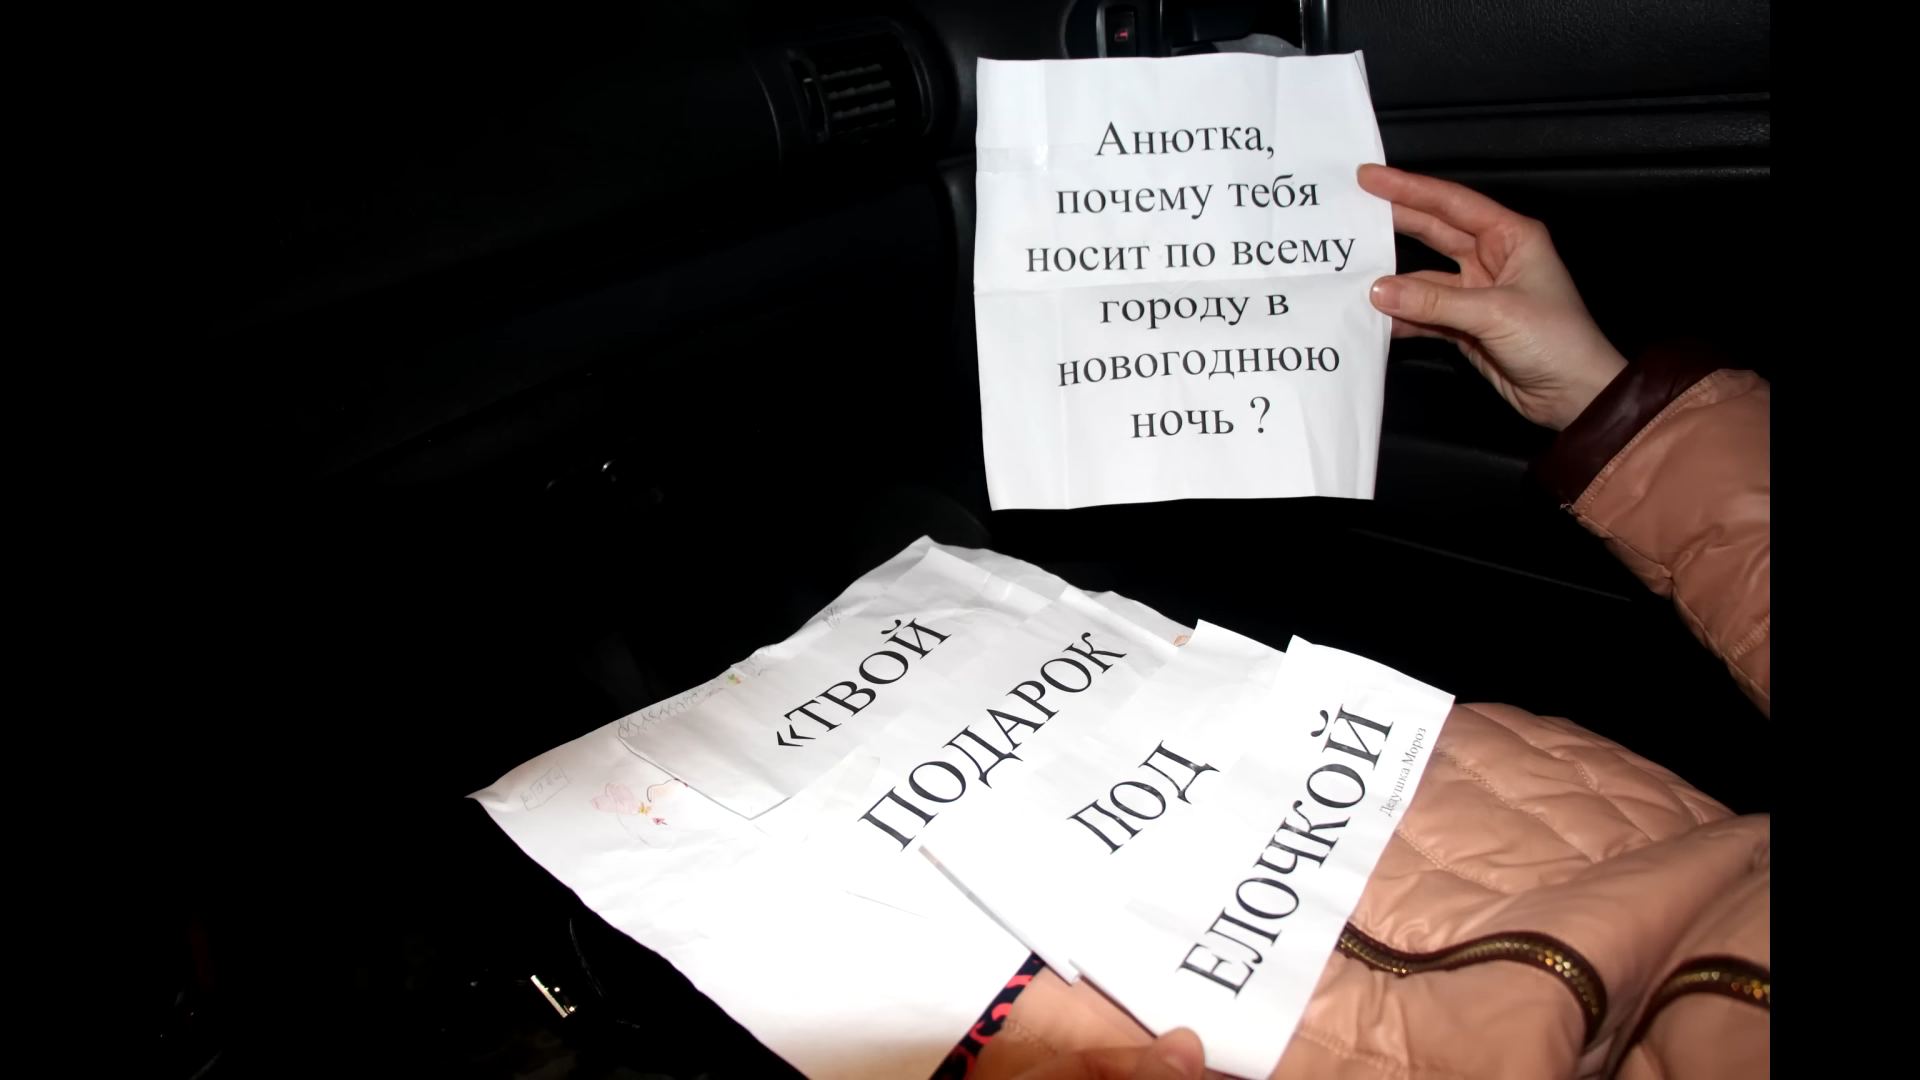 Анютка,
почему тебя
носит по всему
городу в
новогоднюю
ночь ?
«ТВОЙ
ПОДАРОК
ПОД
ЕЛОЧКОЙ
Дедушка Мороз